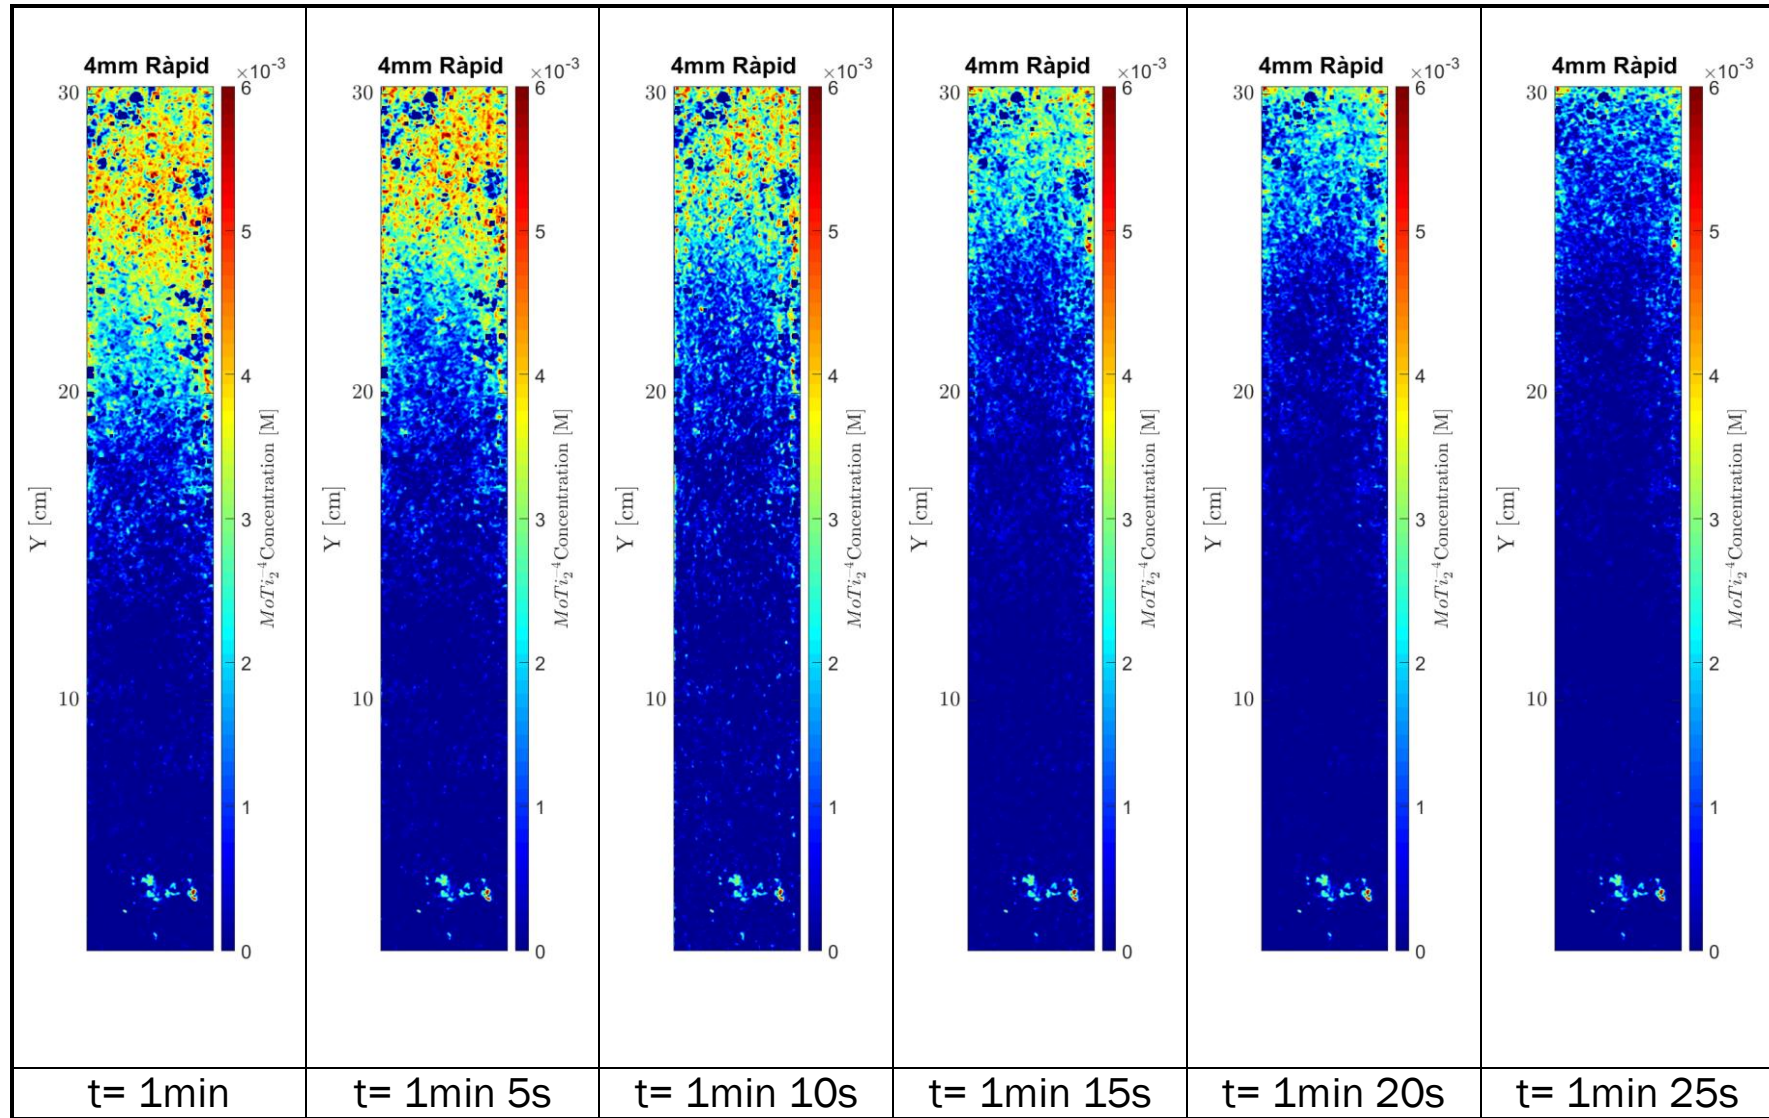 4mm Ràpid
×10⁻³
6
5
4
3
2
1
0
30
20
10
Y [cm]
MoTi₂⁻⁴Concentration [M]
t= 1min
4mm Ràpid
×10⁻³
6
5
4
3
2
1
0
30
20
10
Y [cm]
MoTi₂⁻⁴Concentration [M]
t= 1min 5s
4mm Ràpid
×10⁻³
6
5
4
3
2
1
0
30
20
10
Y [cm]
MoTi₂⁻⁴Concentration [M]
t= 1min 10s
4mm Ràpid
×10⁻³
6
5
4
3
2
1
0
30
20
10
Y [cm]
MoTi₂⁻⁴Concentration [M]
t= 1min 15s
4mm Ràpid
×10⁻³
6
5
4
3
2
1
0
30
20
10
Y [cm]
MoTi₂⁻⁴Concentration [M]
t= 1min 20s
4mm Ràpid
×10⁻³
6
5
4
3
2
1
0
30
20
10
Y [cm]
MoTi₂⁻⁴Concentration [M]
t= 1min 25s